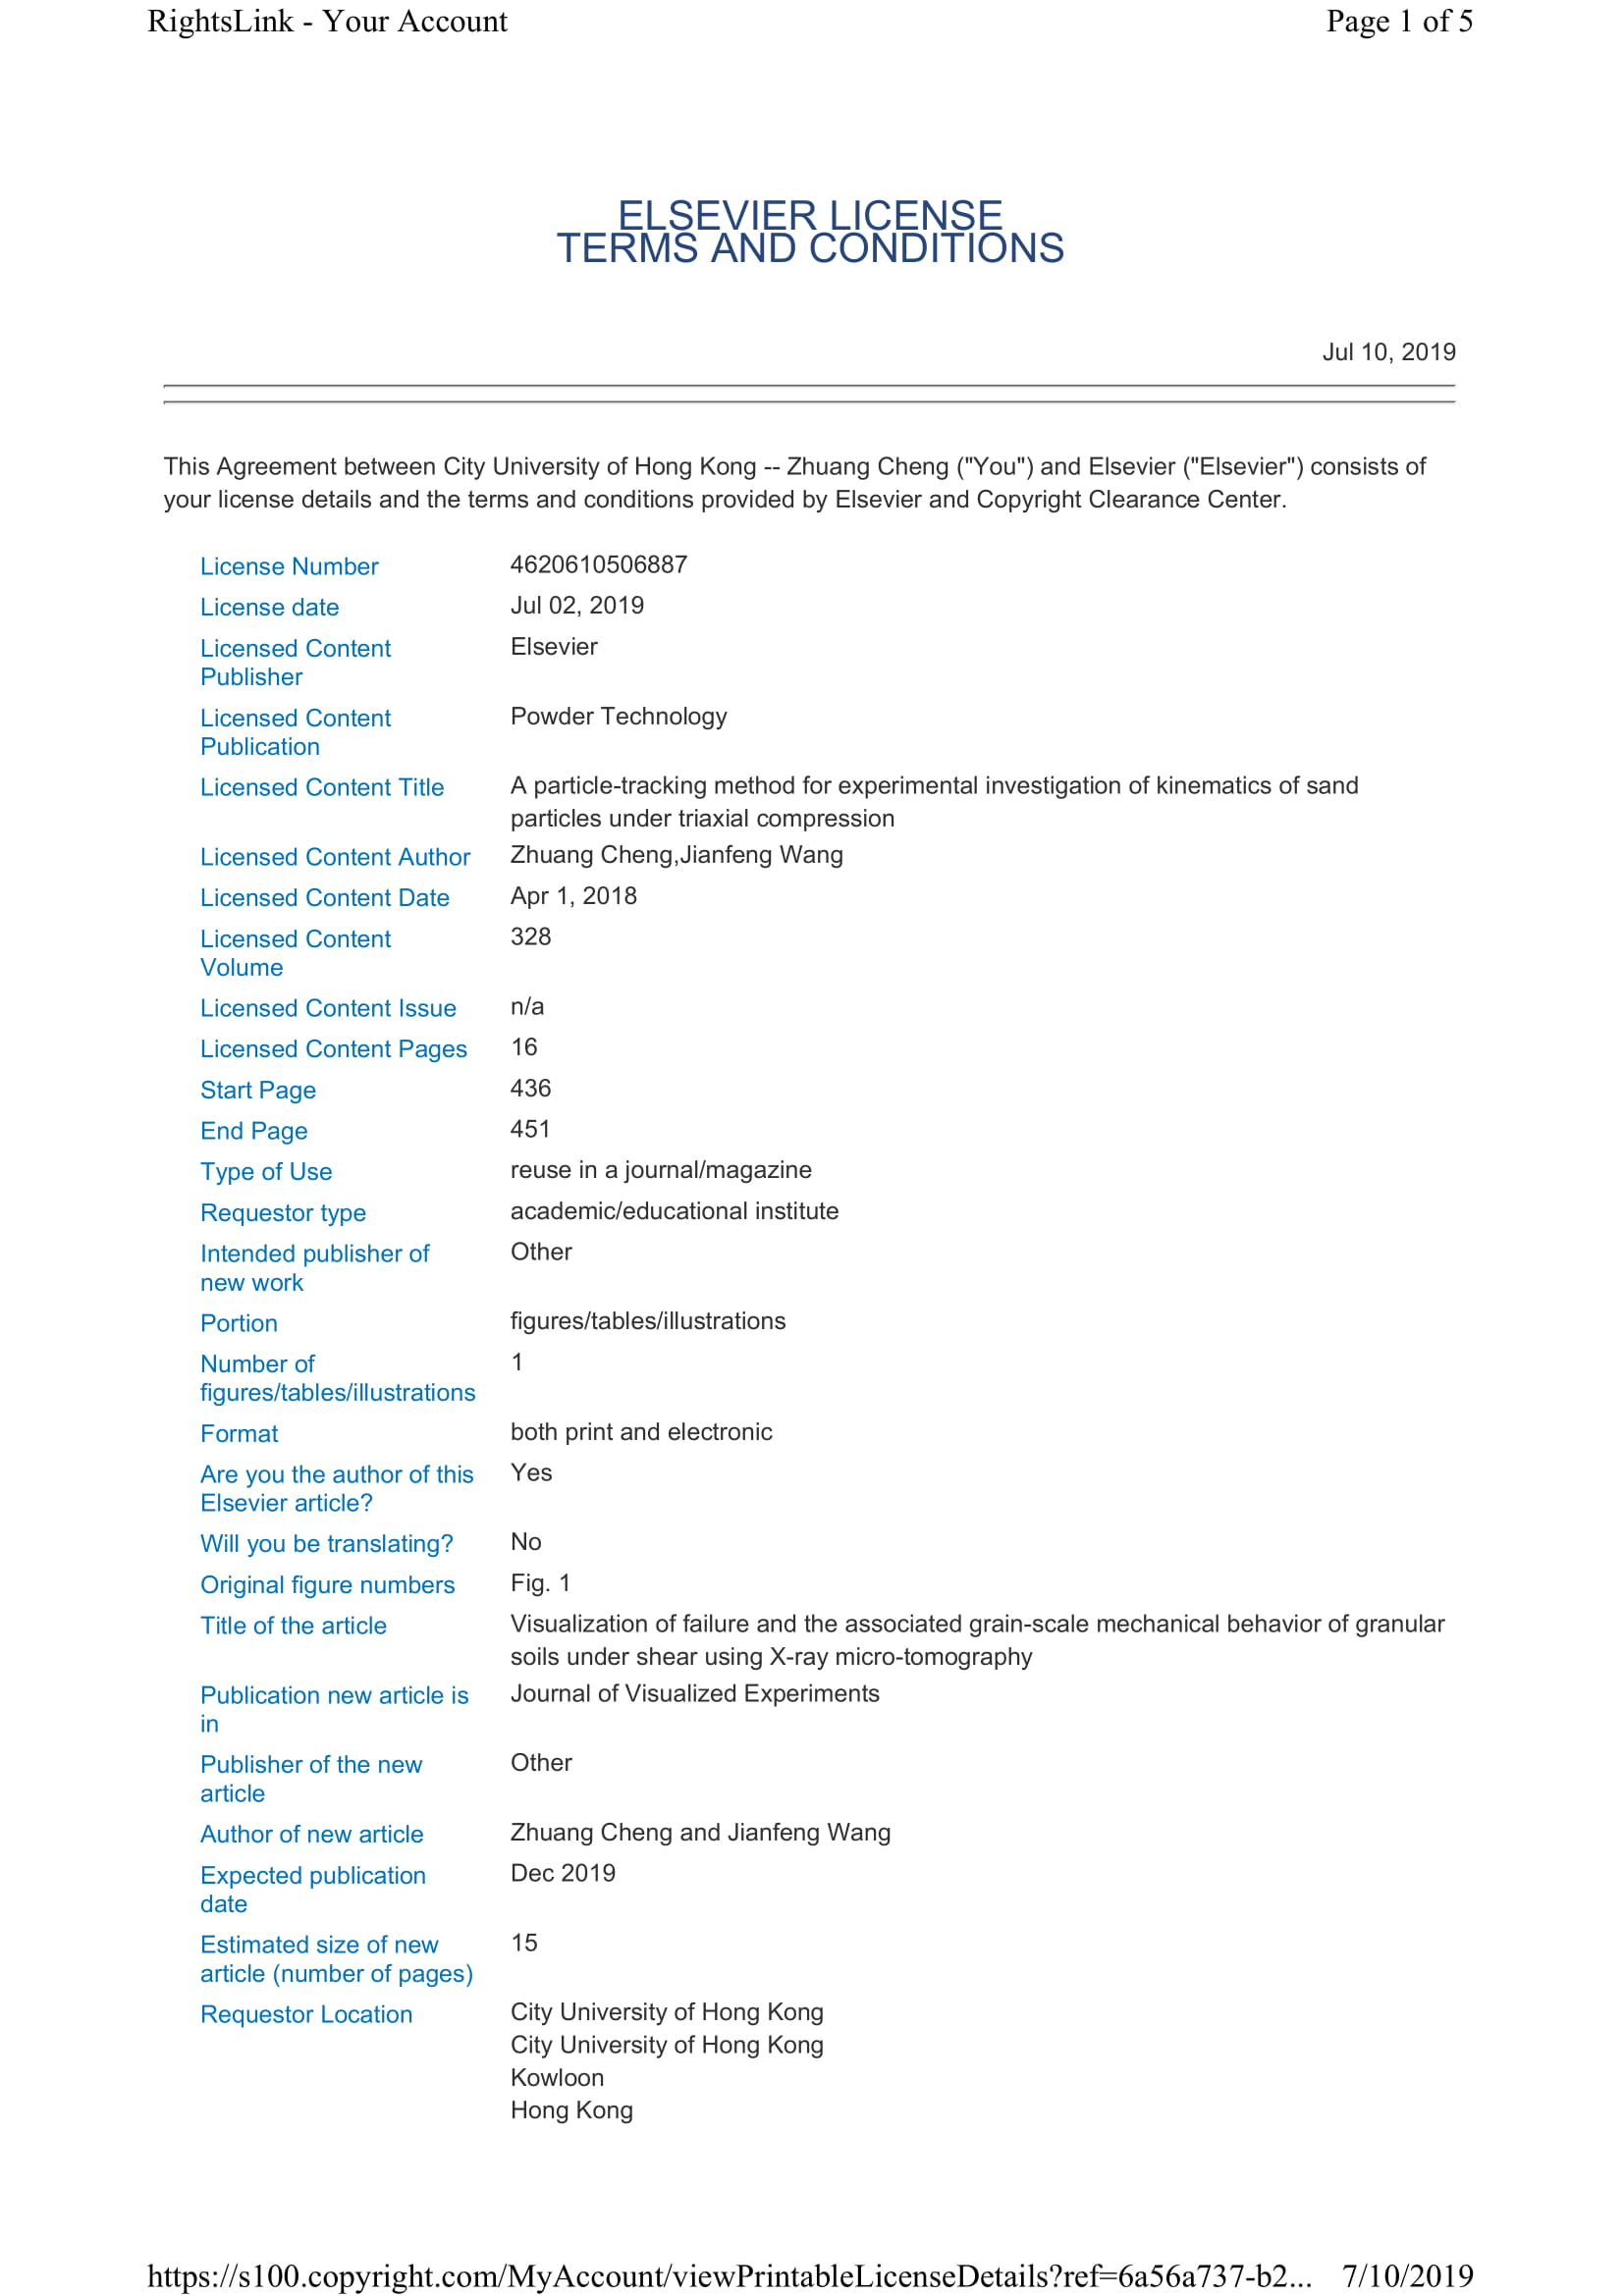 RightsLink - Your Account Page 1 of 5
ELSEVIER LICENSE
TERMS AND CONDITIONS
Jul 10, 2019
This Agreement between City University of Hong Kong -- Zhuang Cheng ("You") and Elsevier ("Elsevier") consists of
your license details and the terms and conditions provided by Elsevier and Copyright Clearance Center.
License Number 4620610506887
License date Jul 02, 2019
Licensed Content Elsevier
Publisher
Licensed Content Powder Technology
Publication
Licensed Content Title A particle-tracking method for experimental investigation of kinematics of sand
particles under triaxial compression
Licensed Content Author Zhuang Cheng,Jianfeng Wang
Licensed Content Date Apr 1, 2018
Licensed Content 328
Volume
Licensed Content Issue n/a
Licensed Content Pages 16
Start Page 436
End Page 451
Type of Use reuse in a journal/magazine
Requestor type academic/educational institute
Intended publisher of Other
new work
Portion figures/tables/illustrations
Number of 1
figures/tables/illustrations
Format both print and electronic
Are you the author of this Yes
Elsevier article?
Will you be translating? No
Original figure numbers Fig. 1
Title of the article Visualization of failure and the associated grain-scale mechanical behavior of granular
soils under shear using X-ray micro-tomography
Publication new article is Journal of Visualized Experiments
in
Publisher of the new Other
article
Author of new article Zhuang Cheng and Jianfeng Wang
Expected publication Dec 2019
date
Estimated size of new 15
article (number of pages)
Requestor Location City University of Hong Kong
City University of Hong Kong
Kowloon
Hong Kong
https://s100.copyright.com/MyAccount/viewPrintableLicenseDetails?ref=6a56a737-b2... 7/10/2019